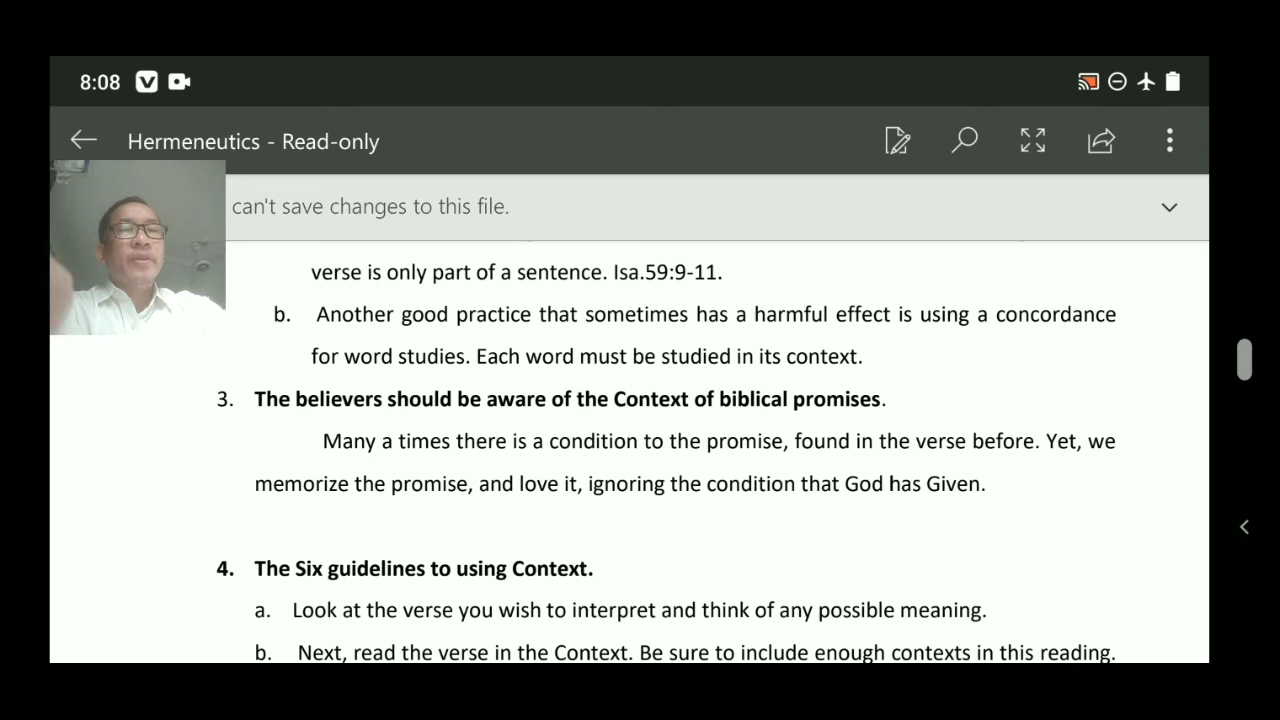 8:08
Hermeneutics - Read-only
can't save changes to this file.
verse is only part of a sentence. Isa.59:9-11.
b. Another good practice that sometimes has a harmful effect is using a concordance
for word studies. Each word must be studied in its context.
3. The believers should be aware of the Context of biblical promises.
Many a times there is a condition to the promise, found in the verse before. Yet, we
memorize the promise, and love it, ignoring the condition that God has Given.
4. The Six guidelines to using Context.
a. Look at the verse you wish to interpret and think of any possible meaning.
b. Next, read the verse in the Context. Be sure to include enough contexts in this reading.